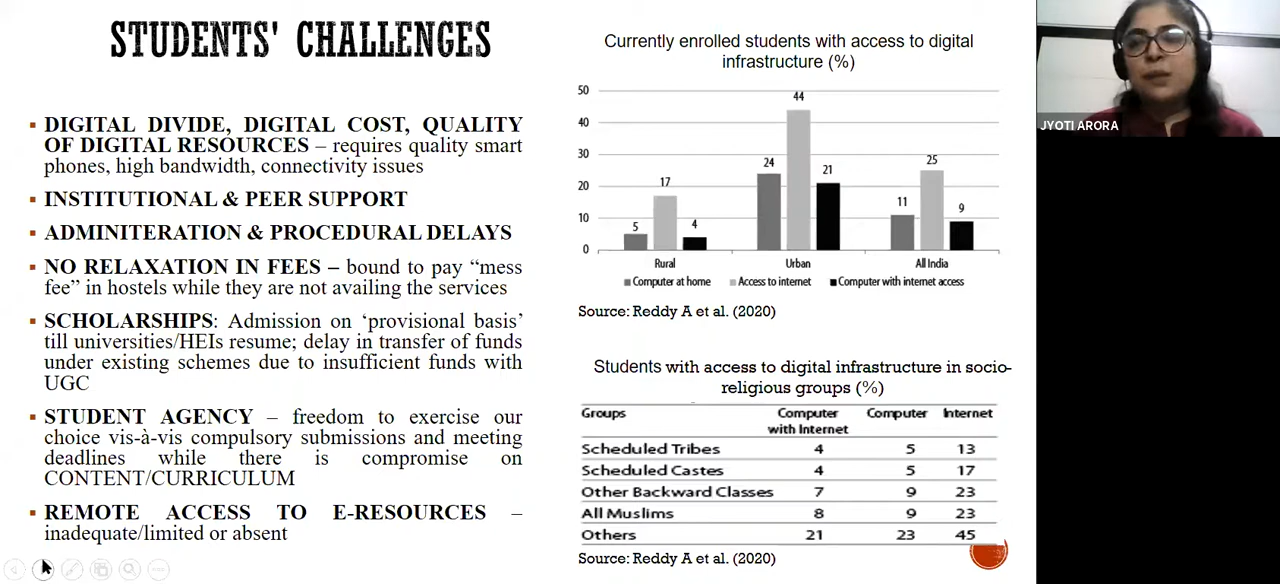 STUDENTS' CHALLENGES
▪ DIGITAL DIVIDE, DIGITAL COST, QUALITY
OF DIGITAL RESOURCES – requires quality smart
phones, high bandwidth, connectivity issues
▪ INSTITUTIONAL & PEER SUPPORT
▪ ADMINITERATION & PROCEDURAL DELAYS
▪ NO RELAXATION IN FEES – bound to pay “mess
fee” in hostels while they are not availing the services
▪ SCHOLARSHIPS: Admission on ‘provisional basis’
till universities/HEIs resume; delay in transfer of funds
under existing schemes due to insufficient funds with
UGC
▪ STUDENT AGENCY – freedom to exercise our
choice vis-à-vis compulsory submissions and meeting
deadlines while there is compromise on
CONTENT/CURRICULUM
▪ REMOTE ACCESS TO E-RESOURCES –
inadequate/limited or absent
Currently enrolled students with access to digital
infrastructure (%)
50
40
30
20
10
0
5 17 4
24 44 21
11 25 9
Rural Urban All India
Computer at home Access to internet Computer with internet access
Source: Reddy A et al. (2020)
Students with access to digital infrastructure in socio-
religious groups (%)
Groups Computer Computer Internet
with Internet
Scheduled Tribes 4 5 13
Scheduled Castes 4 5 17
Other Backward Classes 7 9 23
All Muslims 8 9 23
Others 21 23 45
Source: Reddy A et al. (2020)
JYOTI ARORA